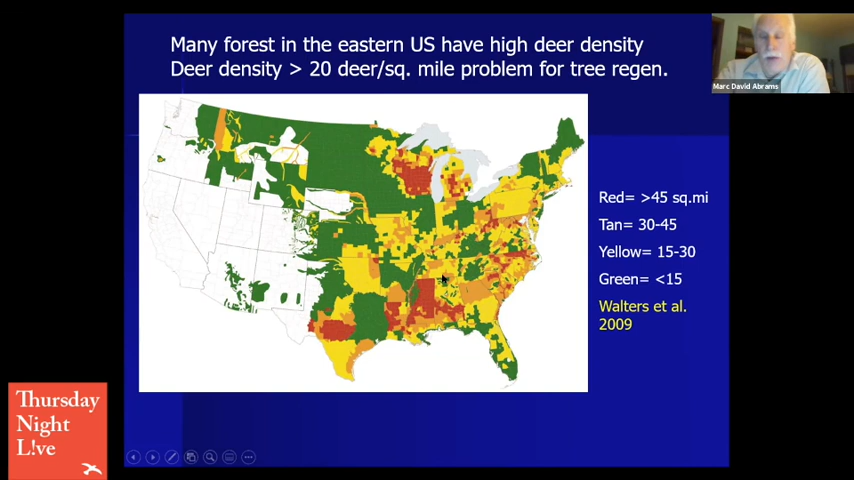 Many forest in the eastern US have high deer density
Deer density > 20 deer/sq. mile problem for tree regen.
Marc David Abrams
Red= >45 sq.mi
Tan= 30-45
Yellow= 15-30
Green= <15
Walters et al.
2009
Thursday
Night
L!ve